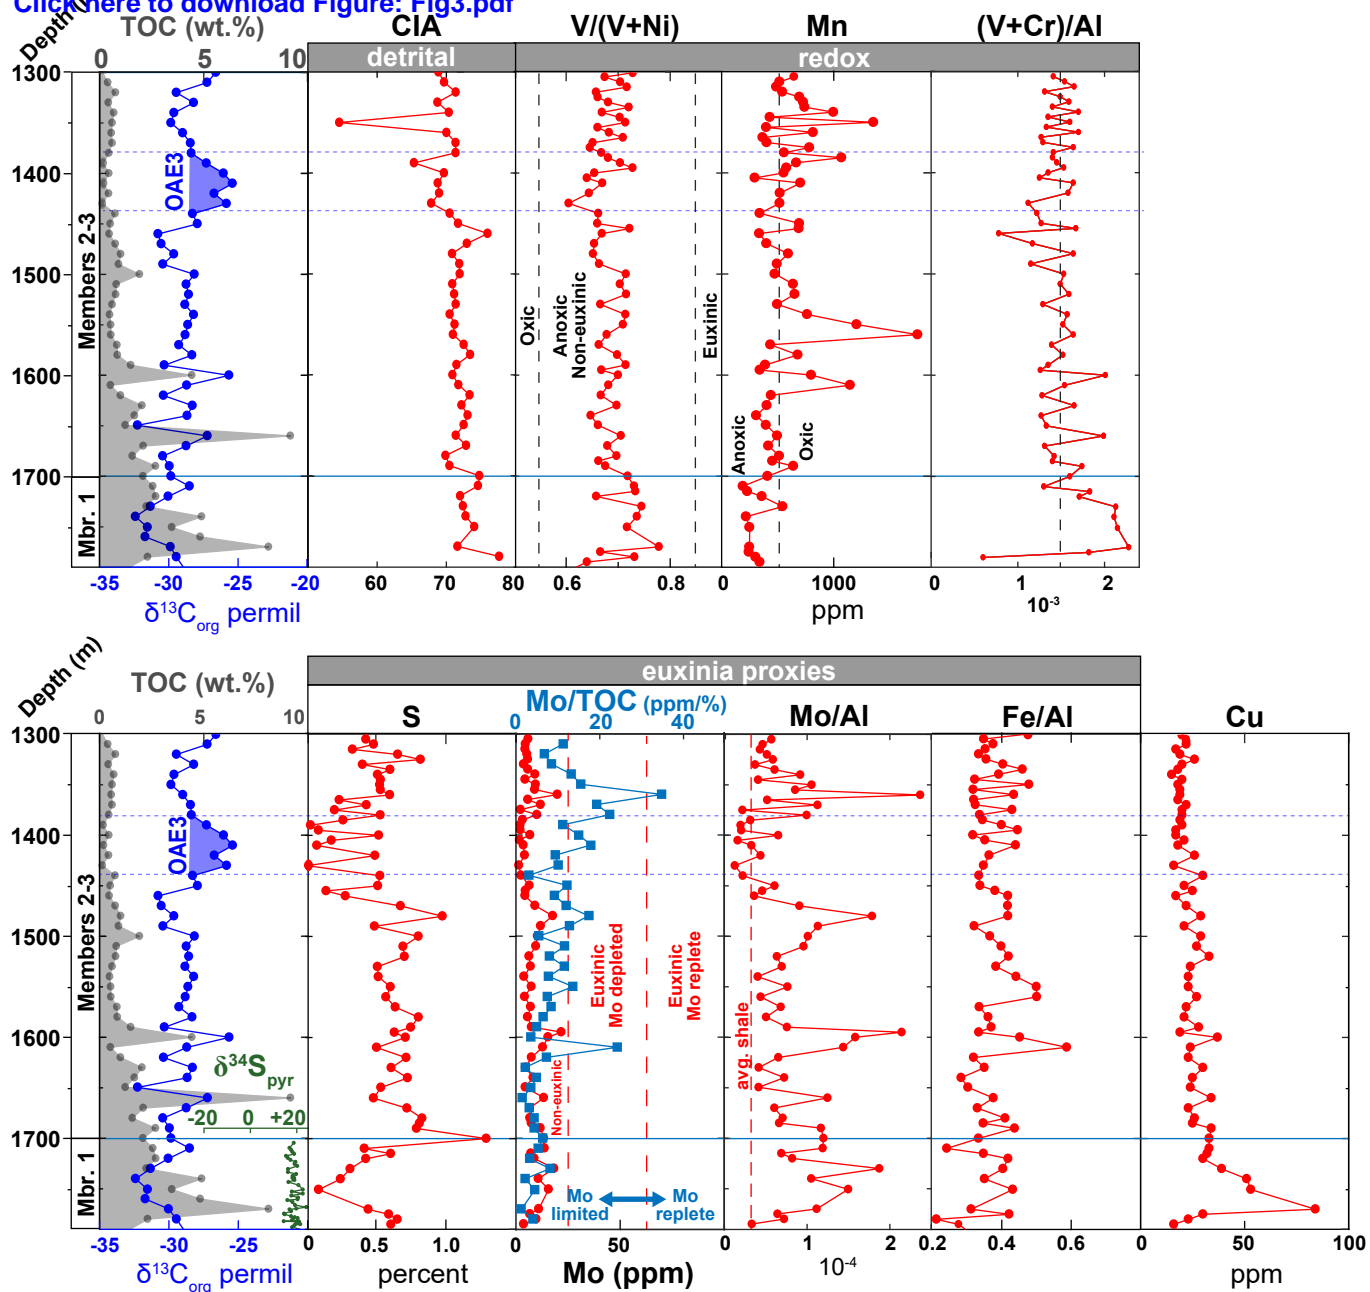 Click here to download Figure: Fig3.pdf
Depth (
TOC (wt.%)
0 5 10
CIA
V/(V+Ni)
Mn
(V+Cr)/Al
detrital
redox
1300
1400
1500
1600
1700
Members 2-3
Mbr. 1
OAE3
Oxic
Anoxic
Non-euxinic
Euxinic
Anoxic
Oxic
-35 -30 -25 -20
60 70 80
0.6 0.8
0 1000
0 1 2
δ13Corg permil
ppm
10-3
Depth (m)
TOC (wt.%)
0 5 10
euxinia proxies
S
Mo/TOC (ppm/%)
0 20 40
Mo/Al
Fe/Al
Cu
1300
1400
1500
1600
1700
Members 2-3
Mbr. 1
OAE3
δ34Spyr
-20 0 +20
Non-euxinic
Euxinic
Mo depleted
Euxinic
Mo replete
avg. shale
Mo
limited
Mo
replete
-35 -30 -25 -20
0 0.5 1.0
0 20 40 60
0 1 2
0.2 0.4 0.6
0 50 100
δ13Corg permil
percent
Mo (ppm)
10-4
ppm